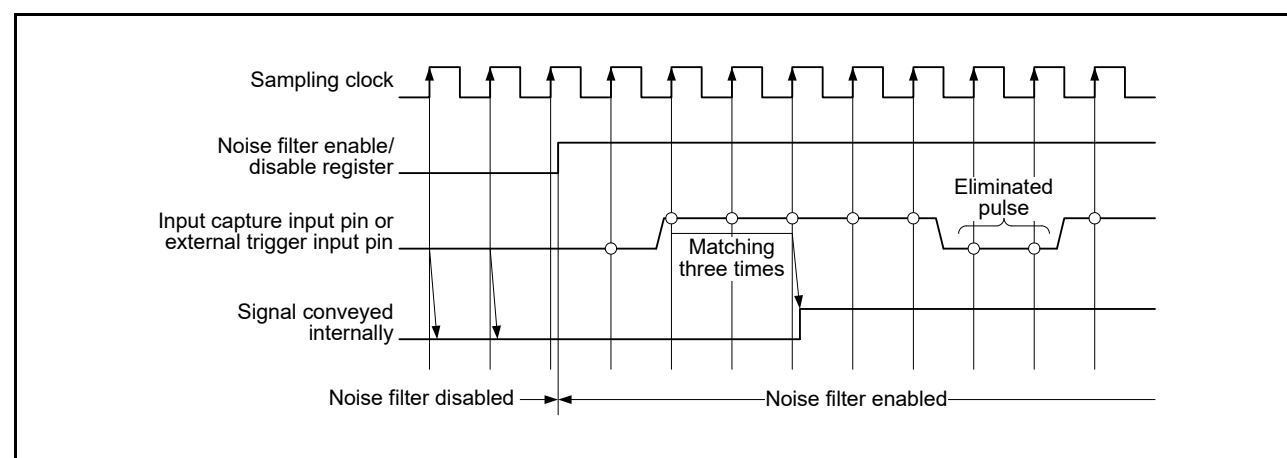 Sampling clock
Noise filter enable/
disable register
Eliminated
pulse
Input capture input pin or
external trigger input pin
Matching
three times
Signal conveyed
internally
Noise filter disabled
Noise filter enabled